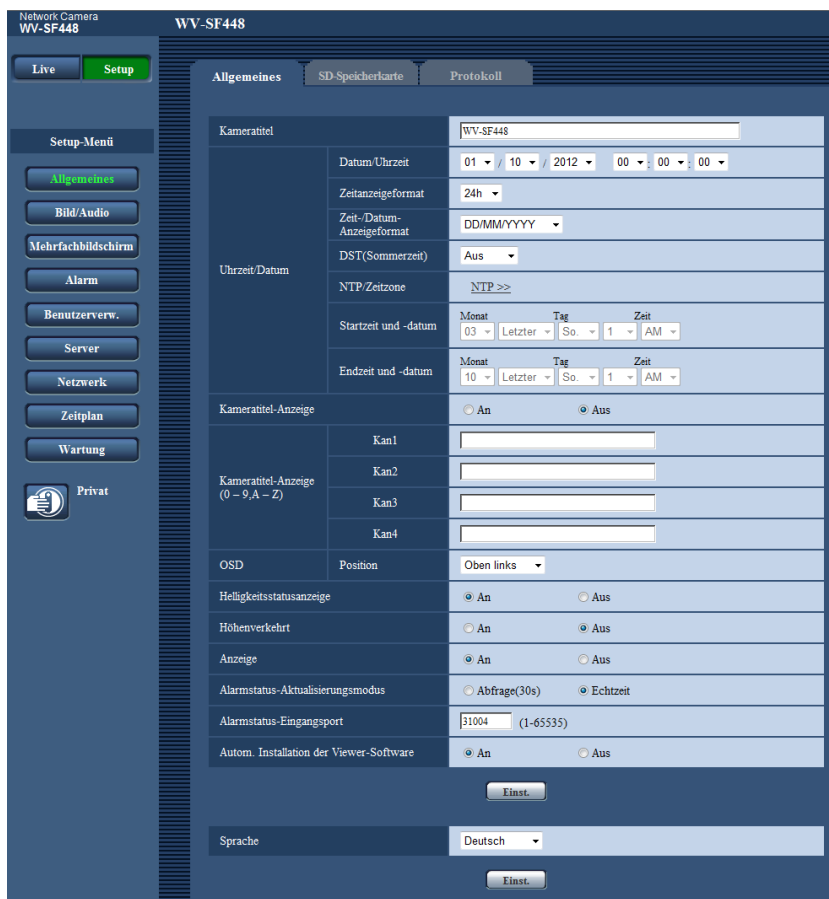 Network Camera
WV-SF448
WV-SF448
Live
Setup
Setup-Menü
Allgemeines
Bild/Audio
Mehrfachbildschirm
Alarm
Benutzerverw.
Server
Netzwerk
Zeitplan
Wartung
Privat
Allgemeines
SD-Speicherkarte
Protokoll
Kameratitel
WV-SF448
Uhrzeit/Datum
Datum/Uhrzeit
01 / 10 / 2012 00 : 00 : 00
Zeitanzeigeformat
24h
Zeit-/Datum-
Anzeigeformat
DD/MM/YYYY
DST(Sommerzeit)
Aus
NTP/Zeitzone
NTP >>
Startzeit und -datum
Monat Tag Zeit
03 Letzter So. 1 AM
Endzeit und -datum
Monat Tag Zeit
10 Letzter So. 1 AM
Kameratitel-Anzeige
An Aus
Kameratitel-Anzeige
(0 – 9,A – Z)
Kan1
Kan2
Kan3
Kan4
OSD
Position
Oben links
Helligkeitsstatusanzeige
An Aus
Höhenverkehrt
An Aus
Anzeige
An Aus
Alarmstatus-Aktualisierungsmodus
Abfrage(30s) Echtzeit
Alarmstatus-Eingangsport
31004 (1-65535)
Autom. Installation der Viewer-Software
An Aus
Einst.
Sprache
Deutsch
Einst.